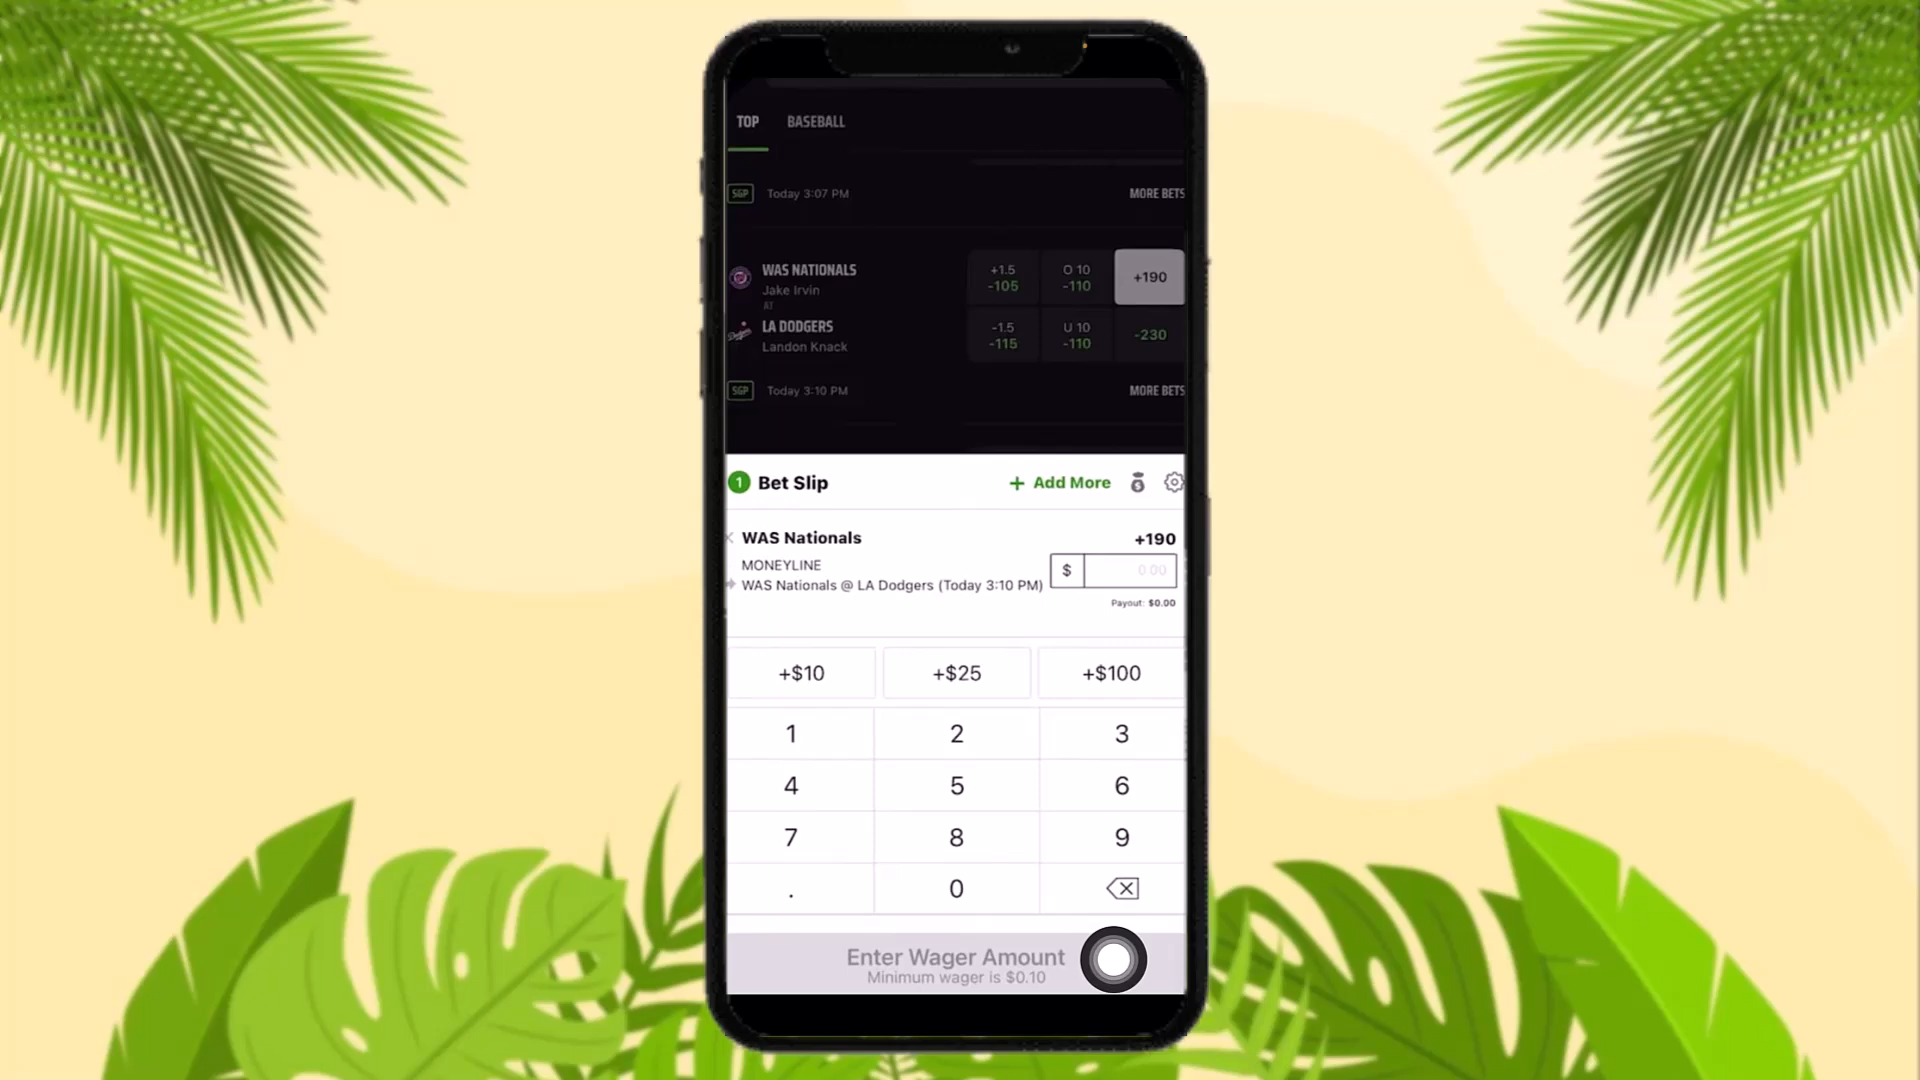 TOP BASEBALL
SGP Today 3:07 PM MORE BETS
WAS NATIONALS
Jake Irvin
AT
LA DODGERS
Landon Knack
+1.5 O 10 +190
-105 -110
-1.5 U 10 -230
-115 -110
SGP Today 3:10 PM MORE BETS
1 Bet Slip + Add More
WAS Nationals +190
MONEYLINE
WAS Nationals @ LA Dodgers (Today 3:10 PM)
$ 0.00
Payout: $0.00
+$10 +$25 +$100
1 2 3
4 5 6
7 8 9
. 0
Enter Wager Amount
Minimum wager is $0.10